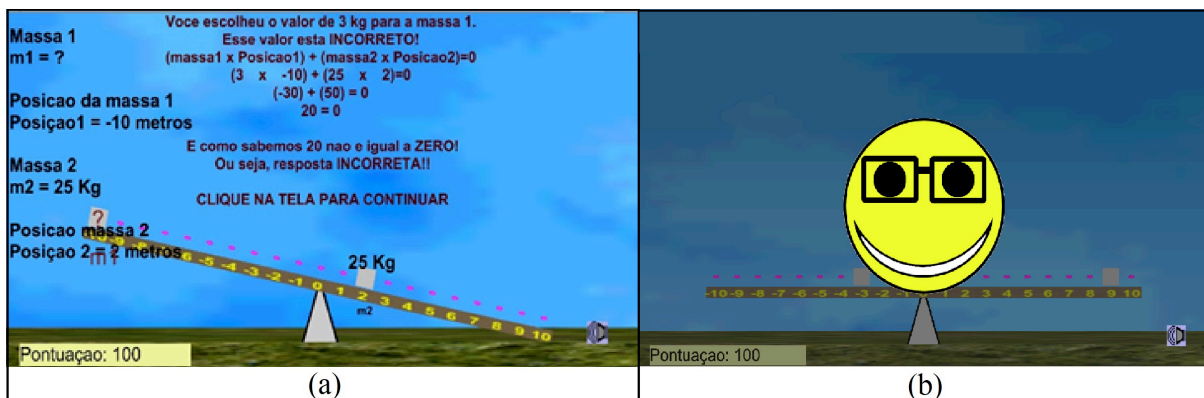 Massa 1
m1 = ?
Posicao da massa 1
Posiçao1 = -10 metros
Massa 2
m2 = 25 Kg
Posicao massa 2
Posiçao 2 = 2 metros
Voce escolheu o valor de 3 kg para a massa 1.
Esse valor esta INCORRETO!
(massa1 x Posicao1) + (massa2 x Posicao2)=0
(3 x -10) + (25 x 2)=0
(-30) + (50) = 0
20 = 0
E como sabemos 20 nao e igual a ZERO!
Ou seja, resposta INCORRETA!!
CLIQUE NA TELA PARA CONTINUAR
?
m1
25 Kg
-9 -8 -6 -5 -4 -3 -2 -1 0 1 2 3 4 5 6 7 8 9 10
m2
Pontuaçao: 100
(a)
-10 -9 -8 -7 -6 -5 -4 -3 -2 -1 1 2 3 4 5 6 7 8 9 10
Pontuaçao: 100
(b)